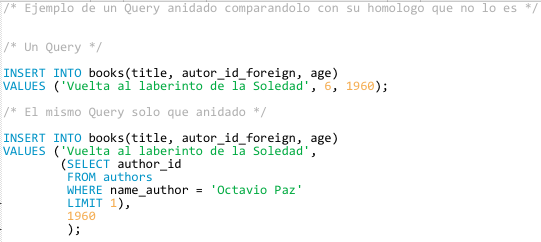 /* Ejemplo de un Query anidado comparandolo con su homologo que no lo es */
/* Un Query */
INSERT INTO books(title, autor_id_foreign, age)
VALUES ('Vuelta al laberinto de la Soledad', 6, 1960);
/* El mismo Query solo que anidado */
INSERT INTO books(title, autor_id_foreign, age)
VALUES ('Vuelta al laberinto de la Soledad',
(SELECT author_id
FROM authors
WHERE name_author = 'Octavio Paz'
LIMIT 1),
1960
);